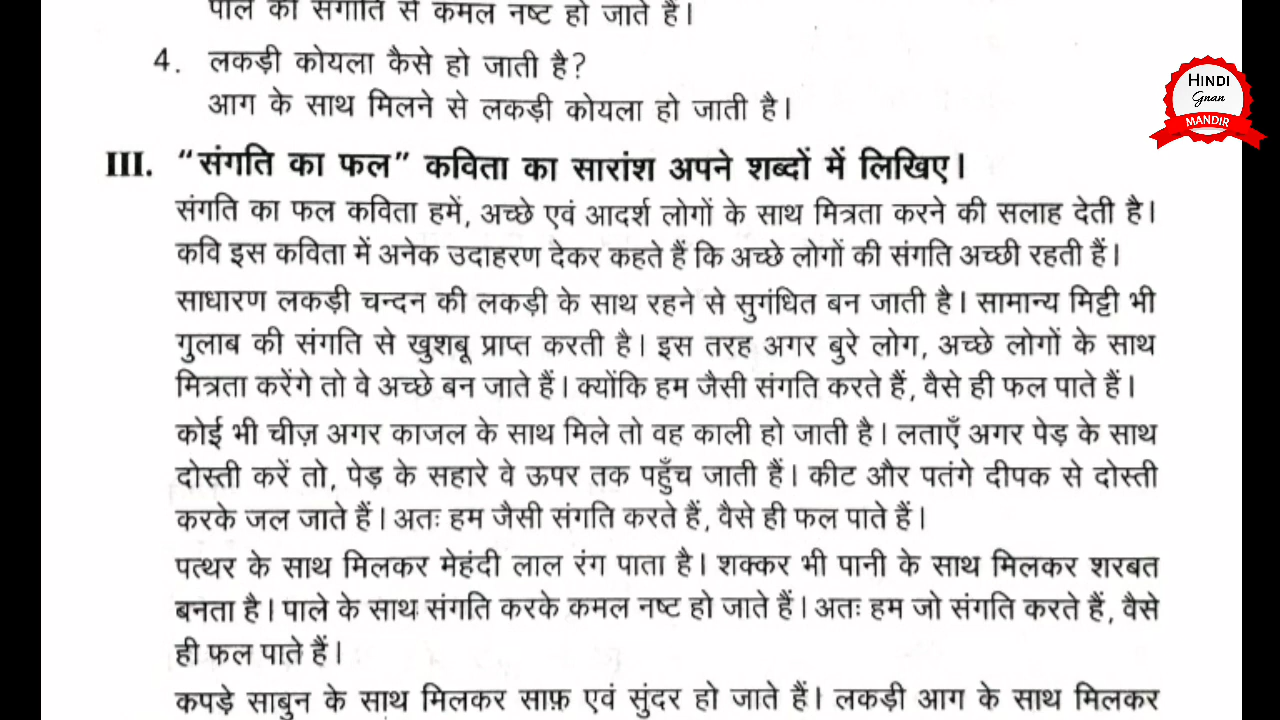 पाले की संगति से कमल नष्ट हो जाते हैं।
4. लकड़ी कोयला कैसे हो जाती है?
आग के साथ मिलने से लकड़ी कोयला हो जाती है।
HINDI
Gnan
MANDIR
III. “संगति का फल” कविता का सारांश अपने शब्दों में लिखिए।
संगति का फल कविता हमें, अच्छे एवं आदर्श लोगों के साथ मित्रता करने की सलाह देती है।
कवि इस कविता में अनेक उदाहरण देकर कहते हैं कि अच्छे लोगों की संगति अच्छी रहती हैं।
साधारण लकड़ी चन्दन की लकड़ी के साथ रहने से सुगंधित बन जाती है। सामान्य मिट्टी भी
गुलाब की संगति से खुशबू प्राप्त करती है। इस तरह अगर बुरे लोग, अच्छे लोगों के साथ
मित्रता करेंगे तो वे अच्छे बन जाते हैं। क्योंकि हम जैसी संगति करते हैं, वैसे ही फल पाते हैं।
कोई भी चीज़ अगर काजल के साथ मिले तो वह काली हो जाती है। लताएँ अगर पेड़ के साथ
दोस्ती करें तो, पेड़ के सहारे वे ऊपर तक पहुँच जाती हैं। कीट और पतंगे दीपक से दोस्ती
करके जल जाते हैं। अतः हम जैसी संगति करते हैं, वैसे ही फल पाते हैं।
पत्थर के साथ मिलकर मेहंदी लाल रंग पाता है। शक्कर भी पानी के साथ मिलकर शरबत
बनता है। पाले के साथ संगति करके कमल नष्ट हो जाते हैं। अतः हम जो संगति करते हैं, वैसे
ही फल पाते हैं।
कपड़े साबुन के साथ मिलकर साफ़ एवं सुंदर हो जाते हैं। लकड़ी आग के साथ मिलकर